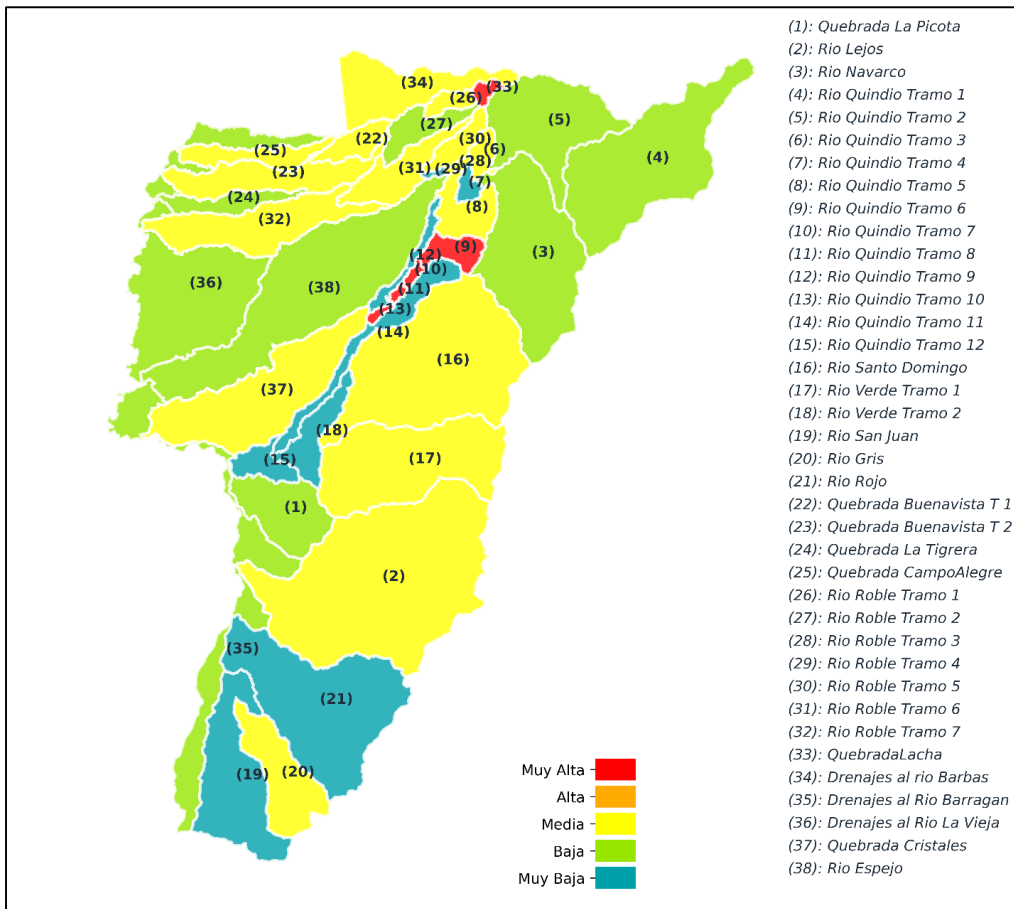 (1): Quebrada La Picota
(2): Rio Lejos
(3): Rio Navarco
(4): Rio Quindio Tramo 1
(5): Rio Quindio Tramo 2
(6): Rio Quindio Tramo 3
(7): Rio Quindio Tramo 4
(8): Rio Quindio Tramo 5
(9): Rio Quindio Tramo 6
(10): Rio Quindio Tramo 7
(11): Rio Quindio Tramo 8
(12): Rio Quindio Tramo 9
(13): Rio Quindio Tramo 10
(14): Rio Quindio Tramo 11
(15): Rio Quindio Tramo 12
(16): Rio Santo Domingo
(17): Rio Verde Tramo 1
(18): Rio Verde Tramo 2
(19): Rio San Juan
(20): Rio Gris
(21): Rio Rojo
(22): Quebrada Buenavista T 1
(23): Quebrada Buenavista T 2
(24): Quebrada La Tigrera
(25): Quebrada CampoAlegre
(26): Rio Roble Tramo 1
(27): Rio Roble Tramo 2
(28): Rio Roble Tramo 3
(29): Rio Roble Tramo 4
(30): Rio Roble Tramo 5
(31): Rio Roble Tramo 6
(32): Rio Roble Tramo 7
(33): QuebradaLacha
(34): Drenajes al rio Barbas
(35): Drenajes al Rio Barragan
(36): Drenajes al Rio La Vieja
(37): Quebrada Cristales
(38): Rio Espejo
(34)
(33)
(26)
(5)
(27)
(22)
(30)
(25)
(6)
(4)
(28)
(31)
(29)
(23)
(7)
(24)
(8)
(32)
(9)
(3)
(12)
(10)
(36)
(38)
(11)
(13)
(14)
(16)
(37)
(18)
(17)
(15)
(1)
(2)
(35)
(21)
(19)
(20)
Muy Alta
Alta
Media
Baja
Muy Baja